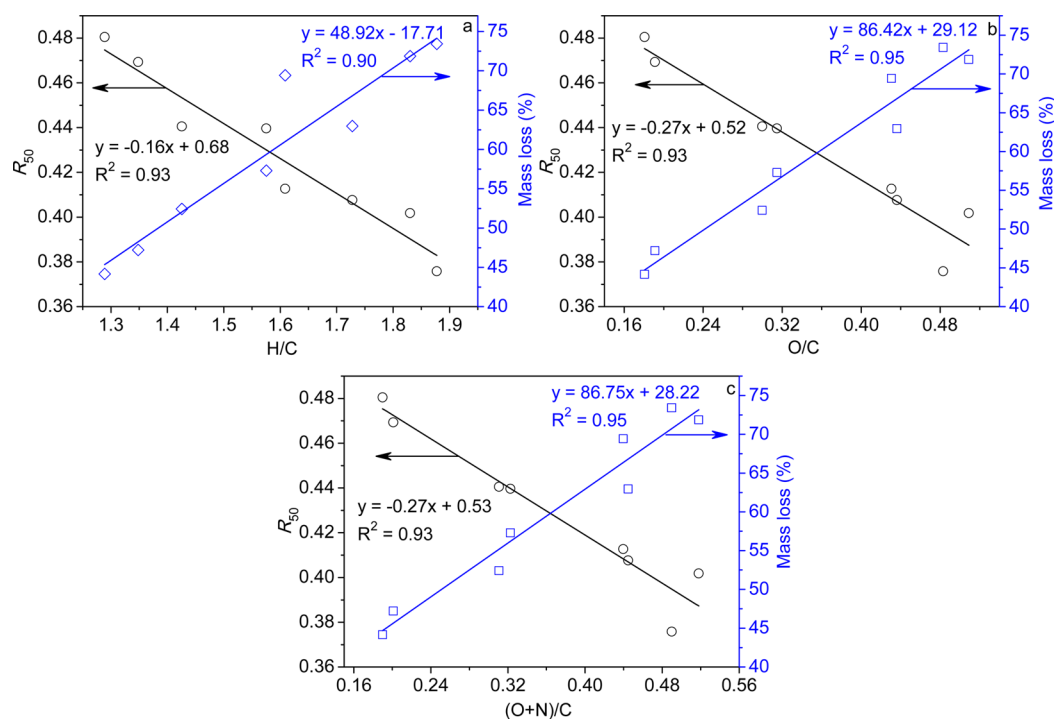 a
y = 48.92x - 17.71
R² = 0.90
y = -0.16x + 0.68
R² = 0.93
0.48
0.46
0.44
0.42
0.40
0.38
0.36
R₅₀
75
70
65
60
55
50
45
40
Mass loss (%)
1.3 1.4 1.5 1.6 1.7 1.8 1.9
H/C
b
y = 86.42x + 29.12
R² = 0.95
y = -0.27x + 0.52
R² = 0.93
0.48
0.46
0.44
0.42
0.40
0.38
0.36
R₅₀
75
70
65
60
55
50
45
40
Mass loss (%)
0.16 0.24 0.32 0.40 0.48
O/C
c
y = 86.75x + 28.22
R² = 0.95
y = -0.27x + 0.53
R² = 0.93
0.48
0.46
0.44
0.42
0.40
0.38
0.36
R₅₀
75
70
65
60
55
50
45
40
Mass loss (%)
0.16 0.24 0.32 0.40 0.48 0.56
(O+N)/C